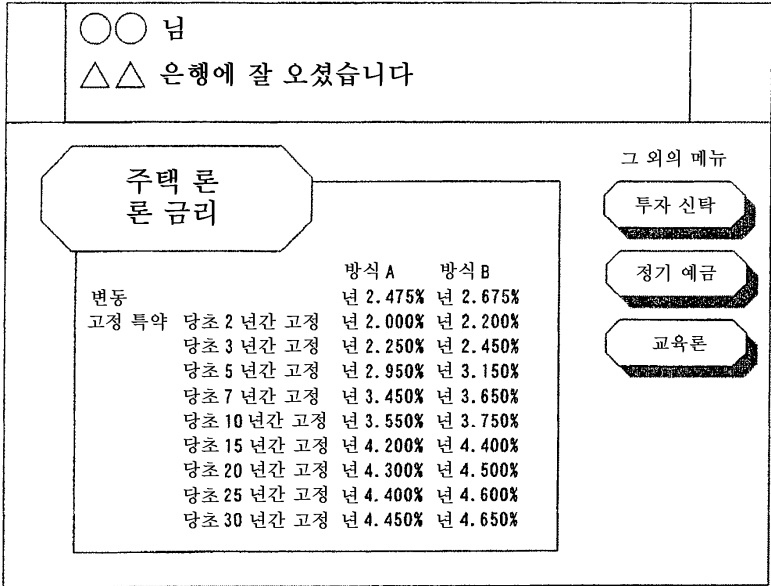 ○○ 님
△△ 은행에 잘 오셨습니다
주택 론
론 금리
방식 A 방식 B
변동 년 2.475% 년 2.675%
고정 특약 당초 2 년간 고정 년 2.000% 년 2.200%
당초 3 년간 고정 년 2.250% 년 2.450%
당초 5 년간 고정 년 2.950% 년 3.150%
당초 7 년간 고정 년 3.450% 년 3.650%
당초 10 년간 고정 년 3.550% 년 3.750%
당초 15 년간 고정 년 4.200% 년 4.400%
당초 20 년간 고정 년 4.300% 년 4.500%
당초 25 년간 고정 년 4.400% 년 4.600%
당초 30 년간 고정 년 4.450% 년 4.650%
그 외의 메뉴
투자 신탁
정기 예금
교육론